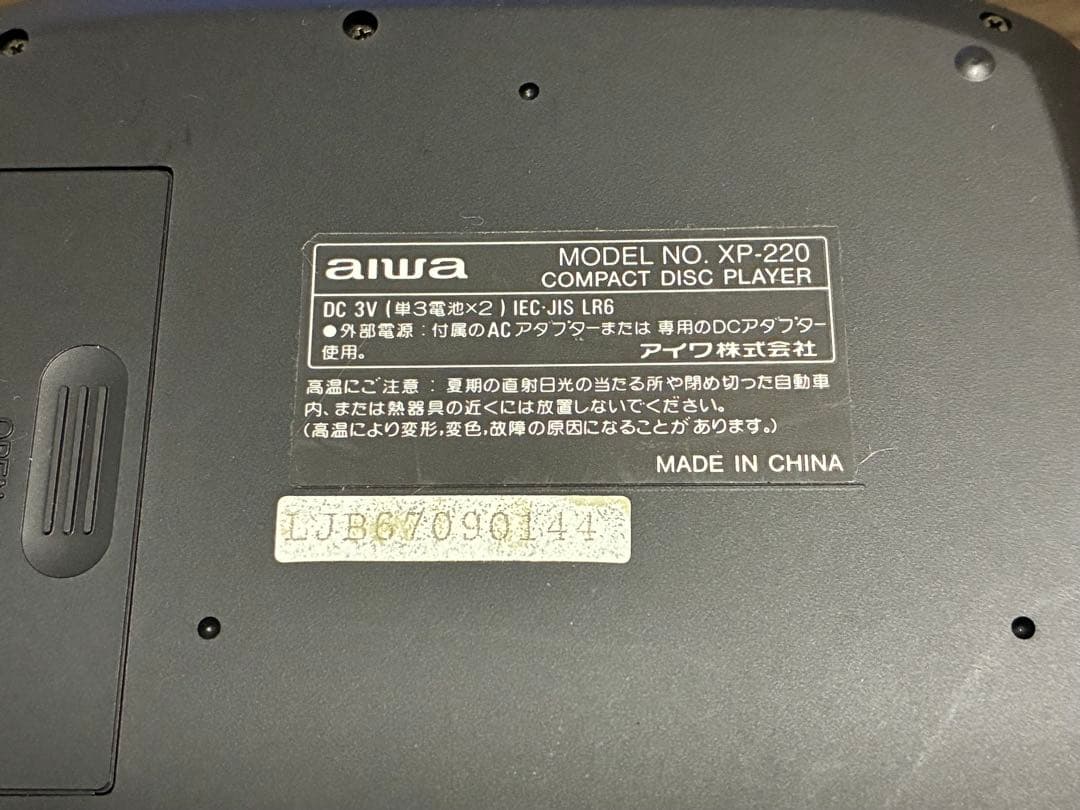 aiwa
MODEL NO. XP-220
COMPACT DISC PLAYER
DC 3V (単3電池×2) IEC·JIS LR6
●外部電源:付属のACアダプターまたは 専用のDCアダプター
使用。
アイワ株式会社
高温にご注意:夏期の直射日光の当たる所や閉め切った自動車
内、または熱器具の近くには放置しないでください。
(高温により変形,変色,故障の原因になることがあります。)
MADE IN CHINA
LJB67090144
OPEN